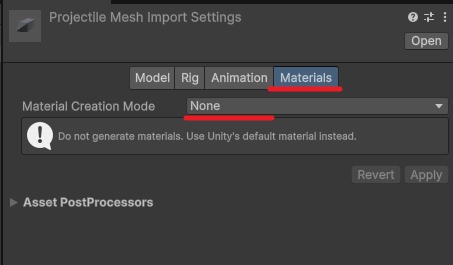 Projectile Mesh Import Settings
Open
Model Rig Animation Materials
Material Creation Mode None
Do not generate materials. Use Unity's default material instead.
Revert Apply
Asset PostProcessors